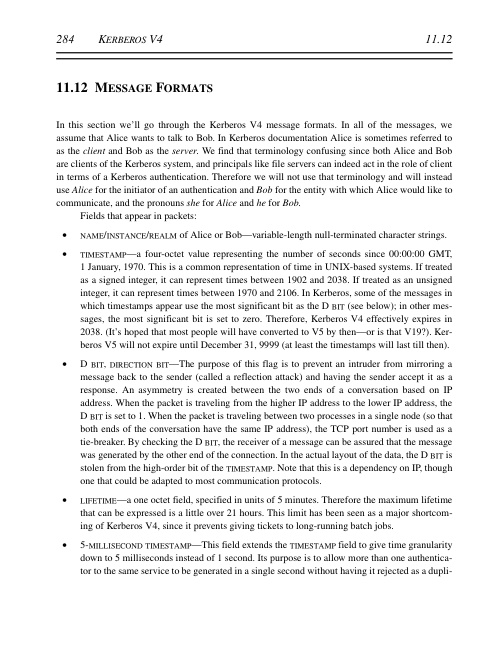 284 KERBEROS V4 11.12
11.12 MESSAGE FORMATS
In this section we'll go through the Kerberos V4 message formats. In all of the messages, we
assume that Alice wants to talk to Bob. In Kerberos documentation Alice is sometimes referred to
as the client and Bob as the server. We find that terminology confusing since both Alice and Bob
are clients of the Kerberos system, and principals like file servers can indeed act in the role of client
in terms of a Kerberos authentication. Therefore we will not use that terminology and will instead
use Alice for the initiator of an authentication and Bob for the entity with which Alice would like to
communicate, and the pronouns she for Alice and he for Bob.
Fields that appear in packets:
• NAME/INSTANCE/REALM of Alice or Bob—variable-length null-terminated character strings.
• TIMESTAMP—a four-octet value representing the number of seconds since 00:00:00 GMT,
1 January, 1970. This is a common representation of time in UNIX-based systems. If treated
as a signed integer, it can represent times between 1902 and 2038. If treated as an unsigned
integer, it can represent times between 1970 and 2106. In Kerberos, some of the messages in
which timestamps appear use the most significant bit as the D BIT (see below); in other mes-
sages, the most significant bit is set to zero. Therefore, Kerberos V4 effectively expires in
2038. (It's hoped that most people will have converted to V5 by then—or is that V19?). Ker-
beros V5 will not expire until December 31, 9999 (at least the timestamps will last till then).
• D BIT, DIRECTION BIT—The purpose of this flag is to prevent an intruder from mirroring a
message back to the sender (called a reflection attack) and having the sender accept it as a
response. An asymmetry is created between the two ends of a conversation based on IP
address. When the packet is traveling from the higher IP address to the lower IP address, the
D BIT is set to 1. When the packet is traveling between two processes in a single node (so that
both ends of the conversation have the same IP address), the TCP port number is used as a
tie-breaker. By checking the D BIT, the receiver of a message can be assured that the message
was generated by the other end of the connection. In the actual layout of the data, the D BIT is
stolen from the high-order bit of the TIMESTAMP. Note that this is a dependency on IP, though
one that could be adapted to most communication protocols.
• LIFETIME—a one octet field, specified in units of 5 minutes. Therefore the maximum lifetime
that can be expressed is a little over 21 hours. This limit has been seen as a major shortcom-
ing of Kerberos V4, since it prevents giving tickets to long-running batch jobs.
• 5-MILLISECOND TIMESTAMP—This field extends the TIMESTAMP field to give time granularity
down to 5 milliseconds instead of 1 second. Its purpose is to allow more than one authentica-
tor to the same service to be generated in a single second without having it rejected as a dupli-